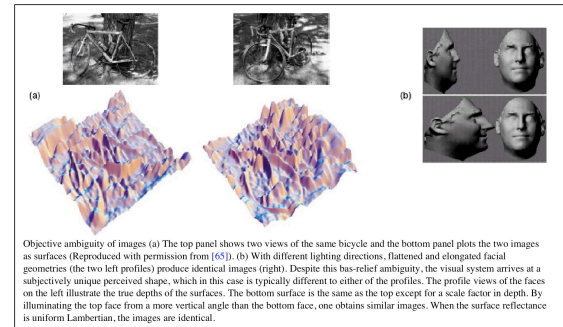 (a)
(b)
Objective ambiguity of images (a) The top panel shows two views of the same bicycle and the bottom panel plots the two images
as surfaces (Reproduced with permission from [65]). (b) With different lighting directions, flattened and elongated facial
geometries (the two left profiles) produce identical images (right). Despite this bas-relief ambiguity, the visual system arrives at a
subjectively unique perceived shape, which in this case is typically different to either of the profiles. The profile views of the faces
on the left illustrate the true depths of the surfaces. The bottom surface is the same as the top except for a scale factor in depth. By
illuminating the top face from a more vertical angle than the bottom face, one obtains similar images. When the surface reflectance
is uniform Lambertian, the images are identical.